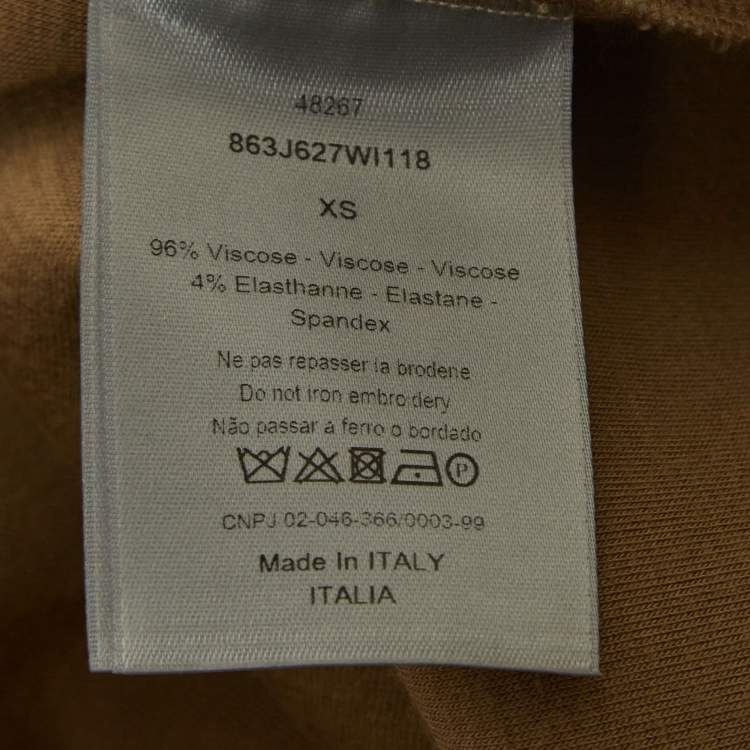 48267
863J627WI118
XS
96% Viscose - Viscose - Viscose
4% Elasthanne - Elastane -
Spandex
Ne pas repasser la broderie
Do not iron embroidery
Não passar a ferro o bordado
P
CNPJ 02-046-366/0003-99
Made In ITALY
ITALIA